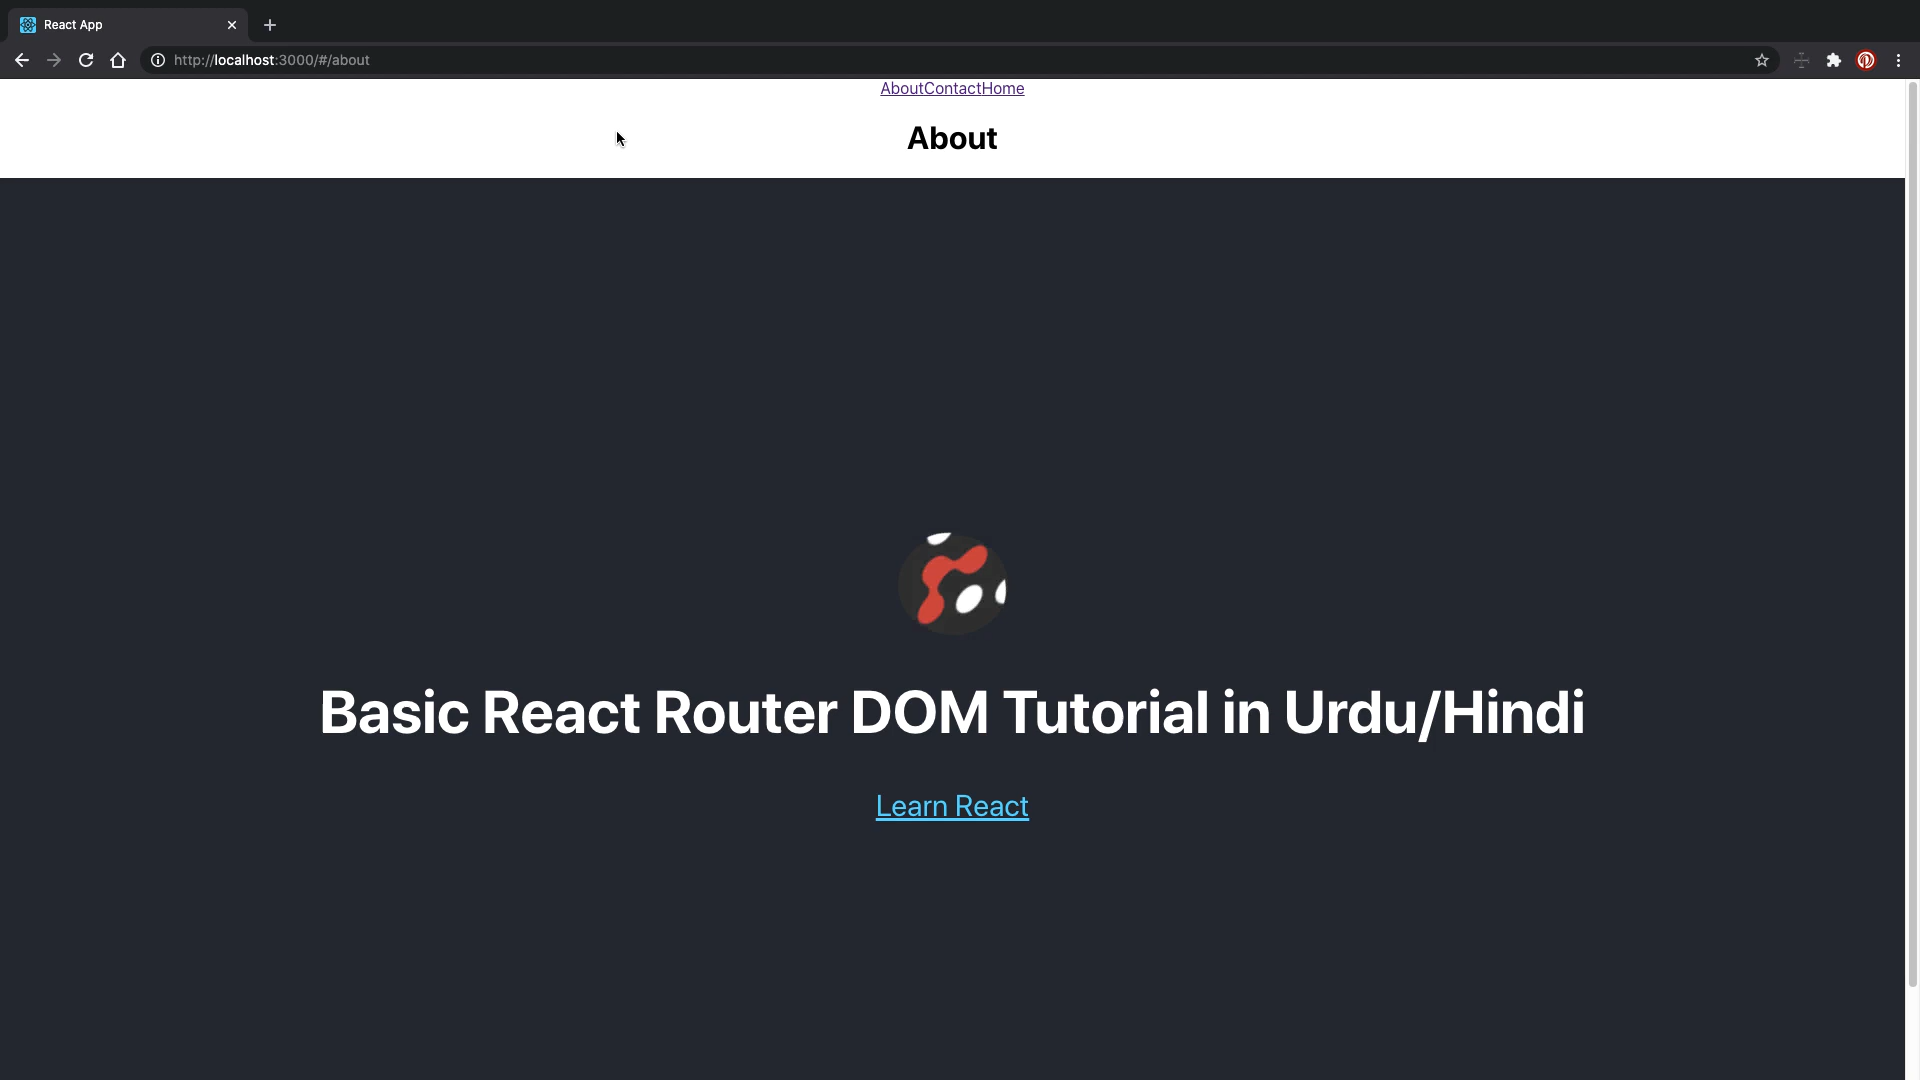 React App
http://localhost:3000/#/about
AboutContactHome
About
Basic React Router DOM Tutorial in Urdu/Hindi
Learn React